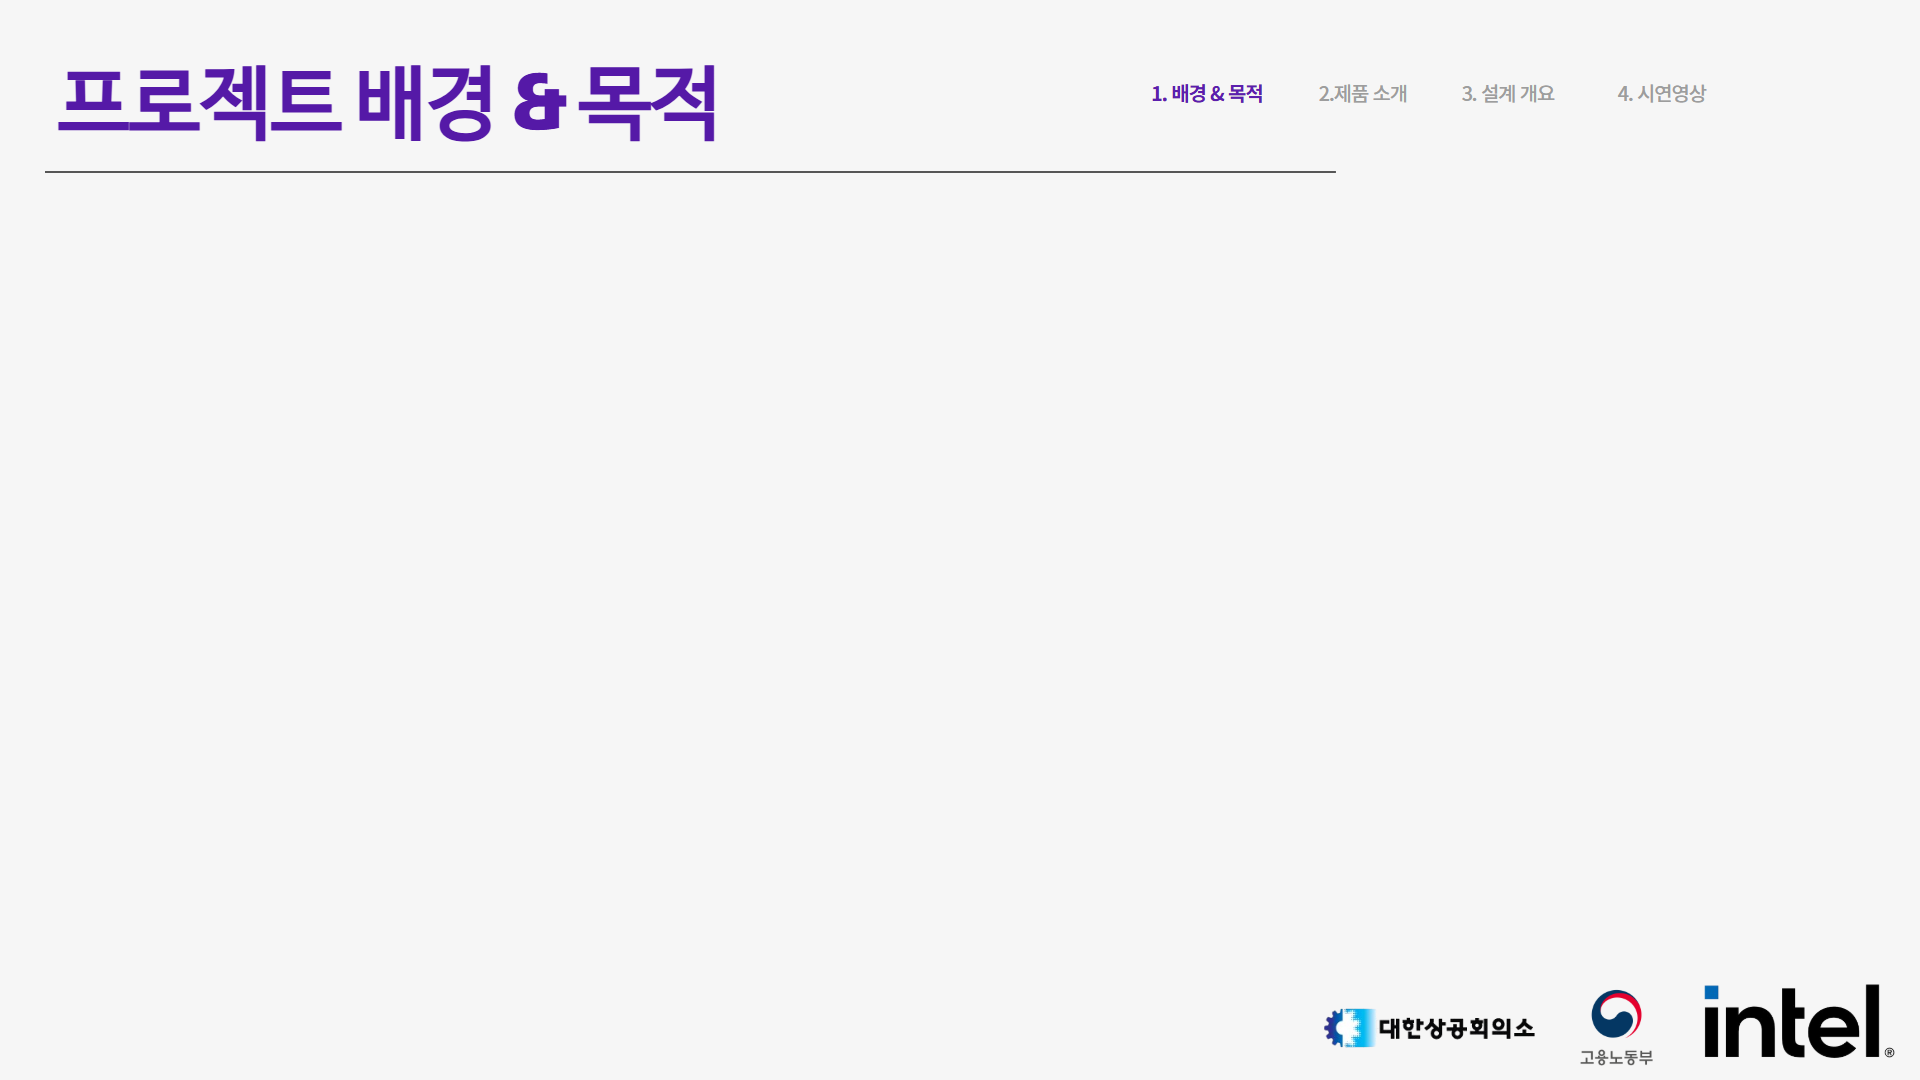 프로젝트 배경 & 목적
1. 배경 & 목적
2.제품 소개
3. 설계 개요
4. 시연영상
대한상공회의소
고용노동부
intel®